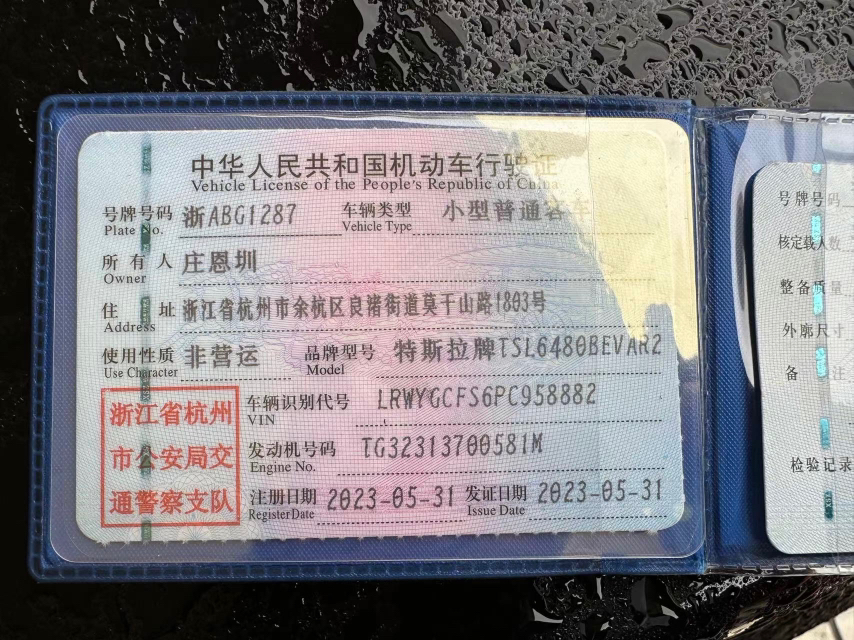 中华人民共和国机动车行驶证
Vehicle License of the People's Republic of China
号牌号码 浙ABG1287 车辆类型 小型普通客车
Plate No. Vehicle Type
所有人 庄恩圳
Owner
住址 浙江省杭州市余杭区良渚街道莫干山路1803号
Address
使用性质 非营运 品牌型号 特斯拉牌TSL6480BEVAR2
Use Character Model
浙江省杭州
市公安局交
通警察支队
车辆识别代号 LRWYGCFS6PC958882
VIN
发动机号码 TG32313700581M
Engine No.
注册日期 2023-05-31 发证日期 2023-05-31
Register Date Issue Date
号牌号码
核定载人数
整备质量
外廓尺寸
备注
检验记录